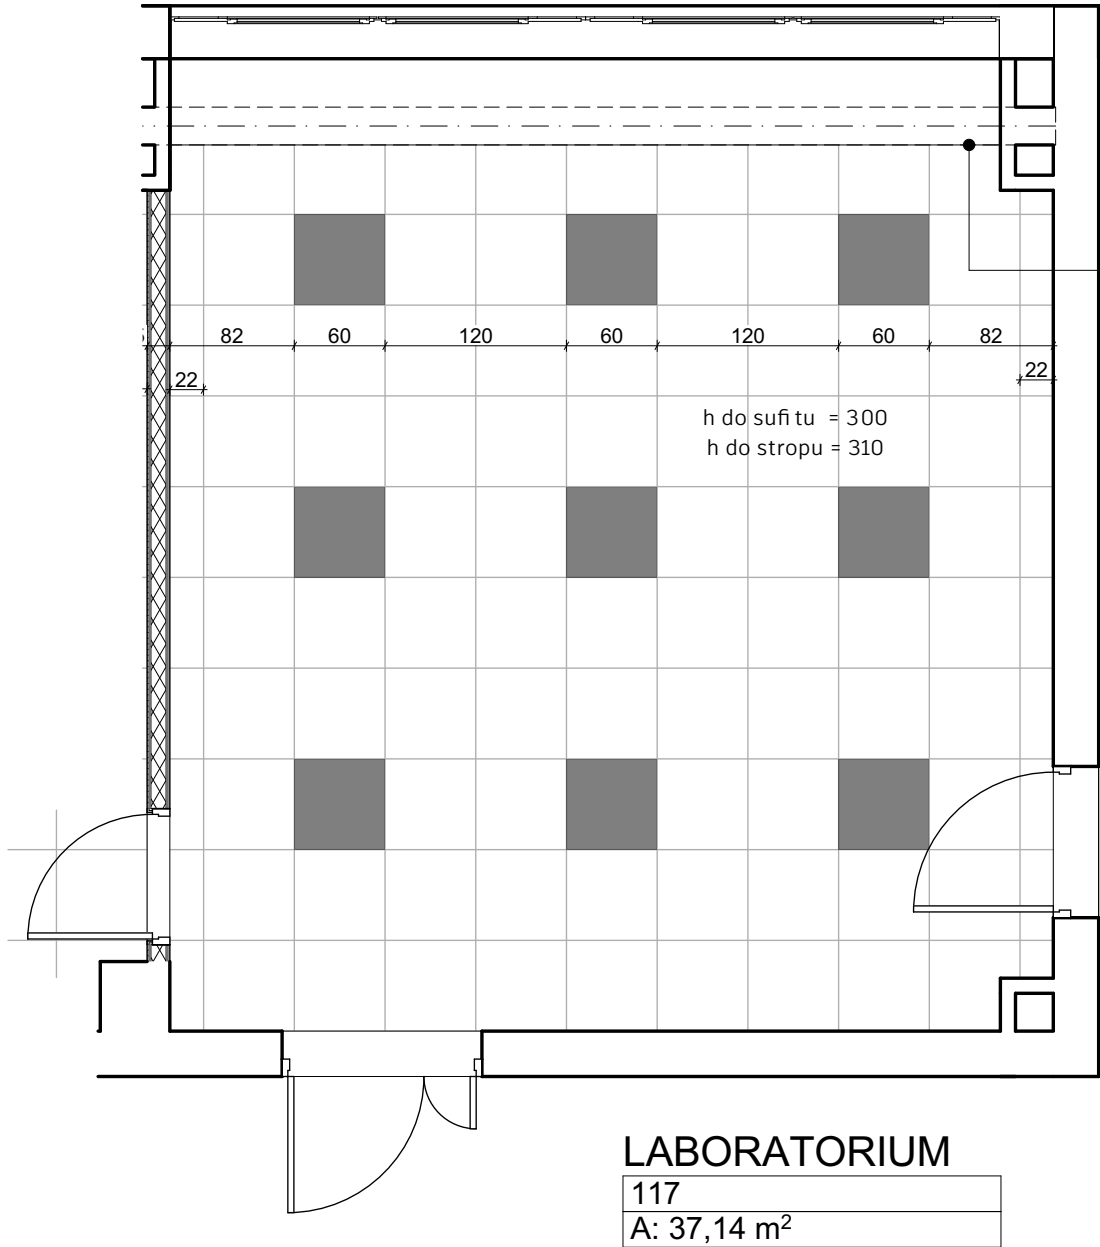 82 60 120 60 120 60 82
22 22
h do sufitu = 300
h do stropu = 310
LABORATORIUM
117
A: 37,14 m²